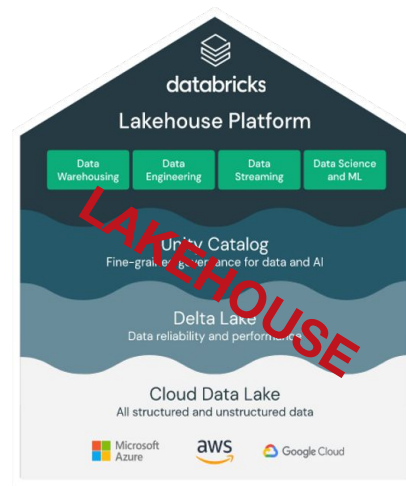 databricks
Lakehouse Platform
Data Warehousing
Data Engineering
Data Streaming
Data Science and ML
LAKEHOUSE
Unity Catalog
Fine-grained governance for data and AI
Delta Lake
Data reliability and performance
Cloud Data Lake
All structured and unstructured data
Microsoft Azure
aws
Google Cloud